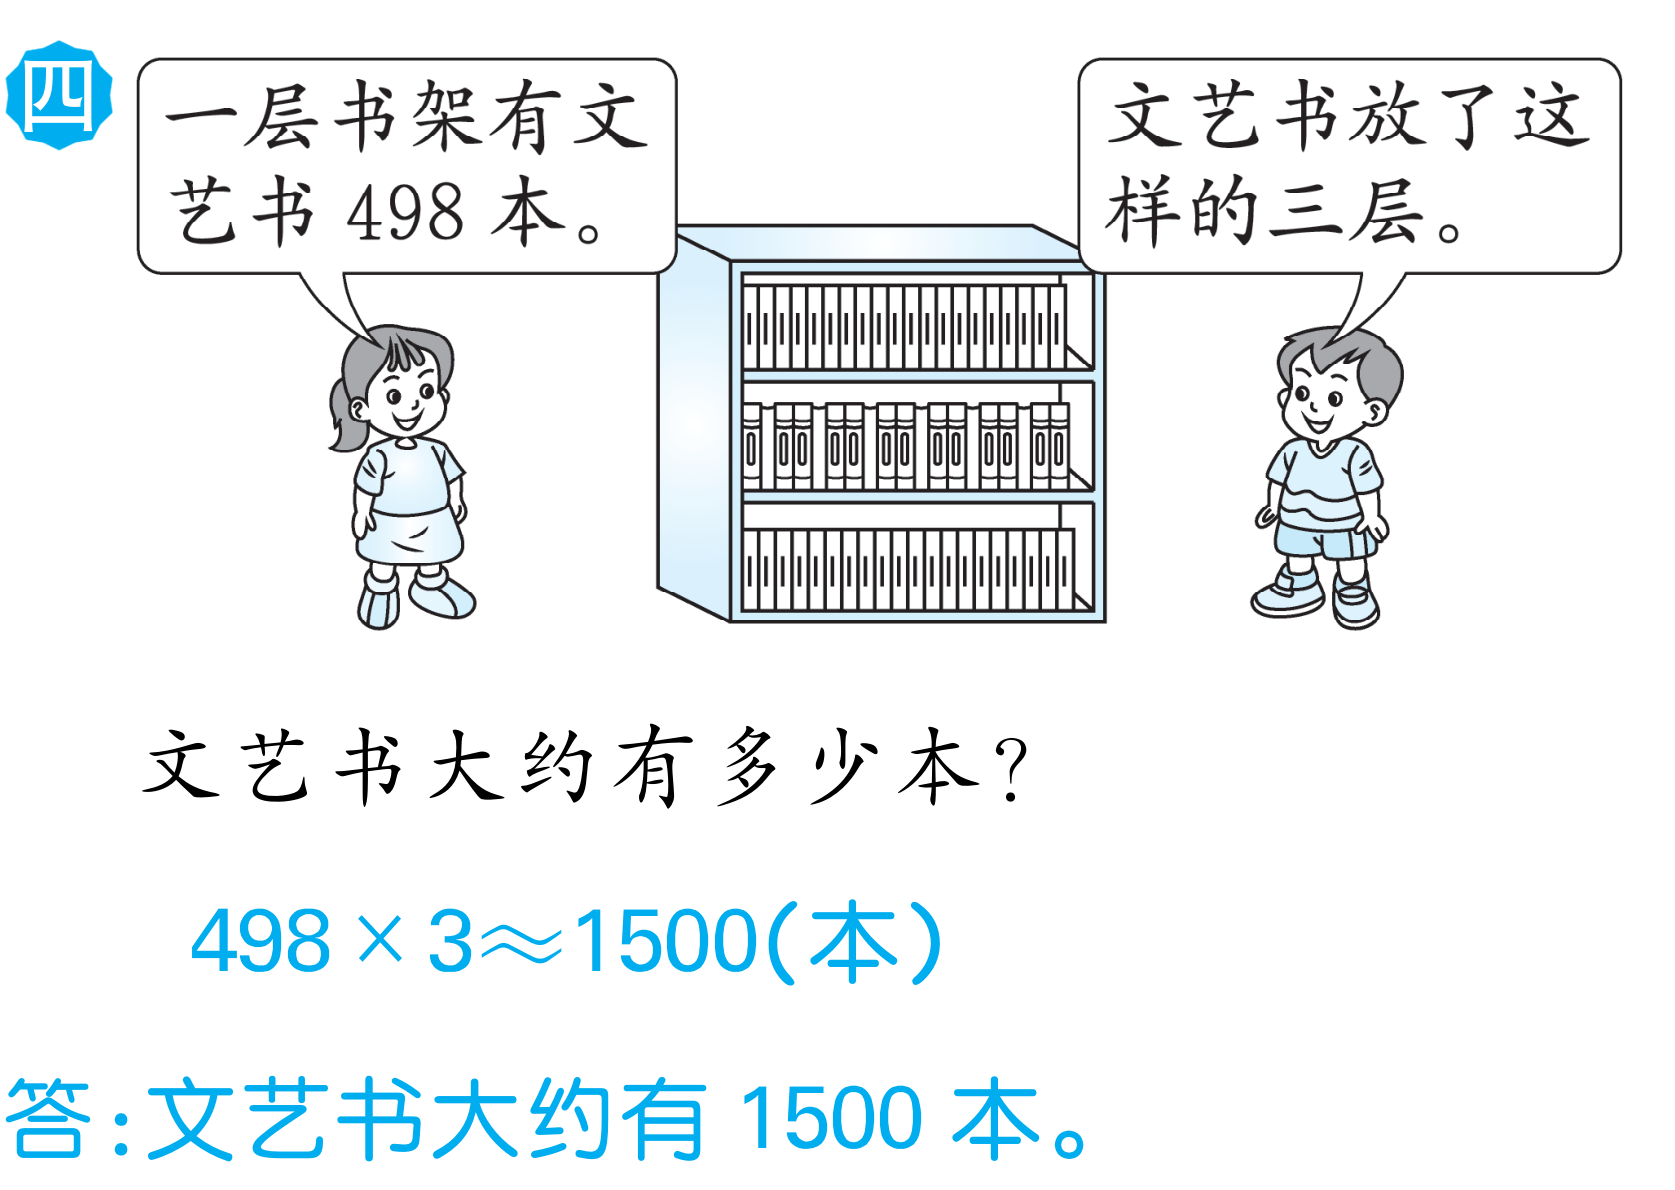 四
一层书架有文
艺书 498 本。
文艺书放了这
样的三层。
文艺书大约有多少本?
498×3≈1500(本)
答:文艺书大约有 1500 本。